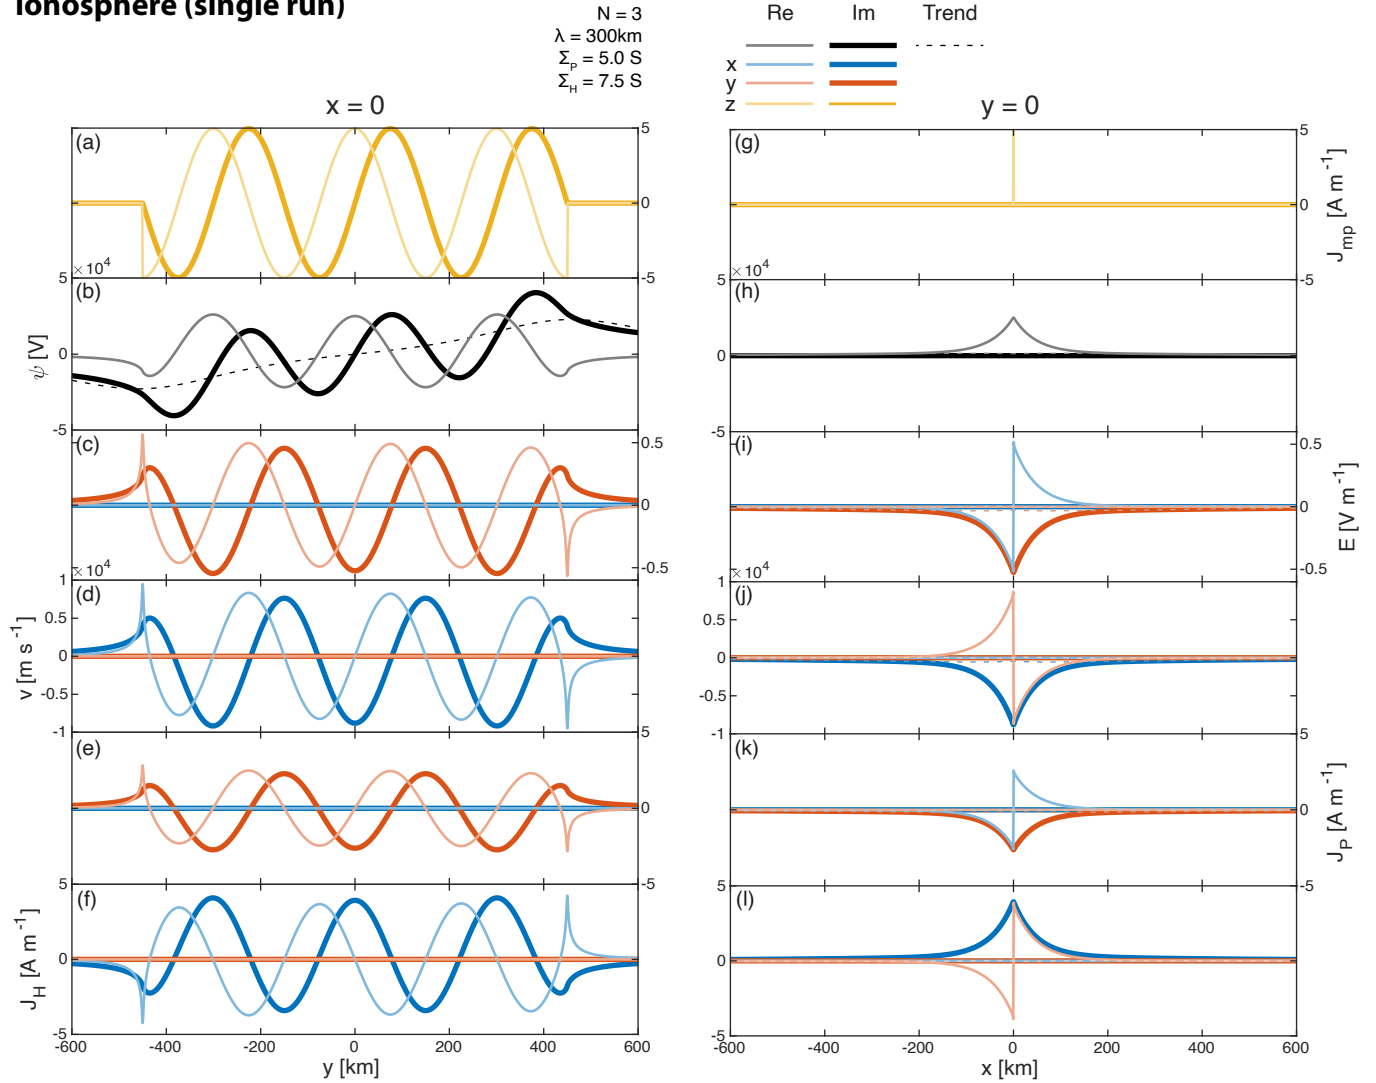 Ionosphere (single run)
N = 3
λ = 300km
Σ_P = 5.0 S
Σ_H = 7.5 S
Re Im Trend
x
y
z
x = 0
y = 0
(a)
5
0
-5
(g)
5
0
-5
J_mp [A m^-1]
×10^4
5
0
-5
(b)
ψ [V]
×10^4
5
0
-5
(h)
(c)
0.5
0
-0.5
(i)
0.5
0
-0.5
E [V m^-1]
×10^4
1
0.5
0
-0.5
-1
(d)
v [m s^-1]
×10^4
1
0.5
0
-0.5
-1
(j)
(e)
5
0
-5
(k)
5
0
-5
J_P [A m^-1]
(f)
5
0
-5
J_H [A m^-1]
(l)
5
0
-5
-600 -400 -200 0 200 400 600
y [km]
-600 -400 -200 0 200 400 600
x [km]